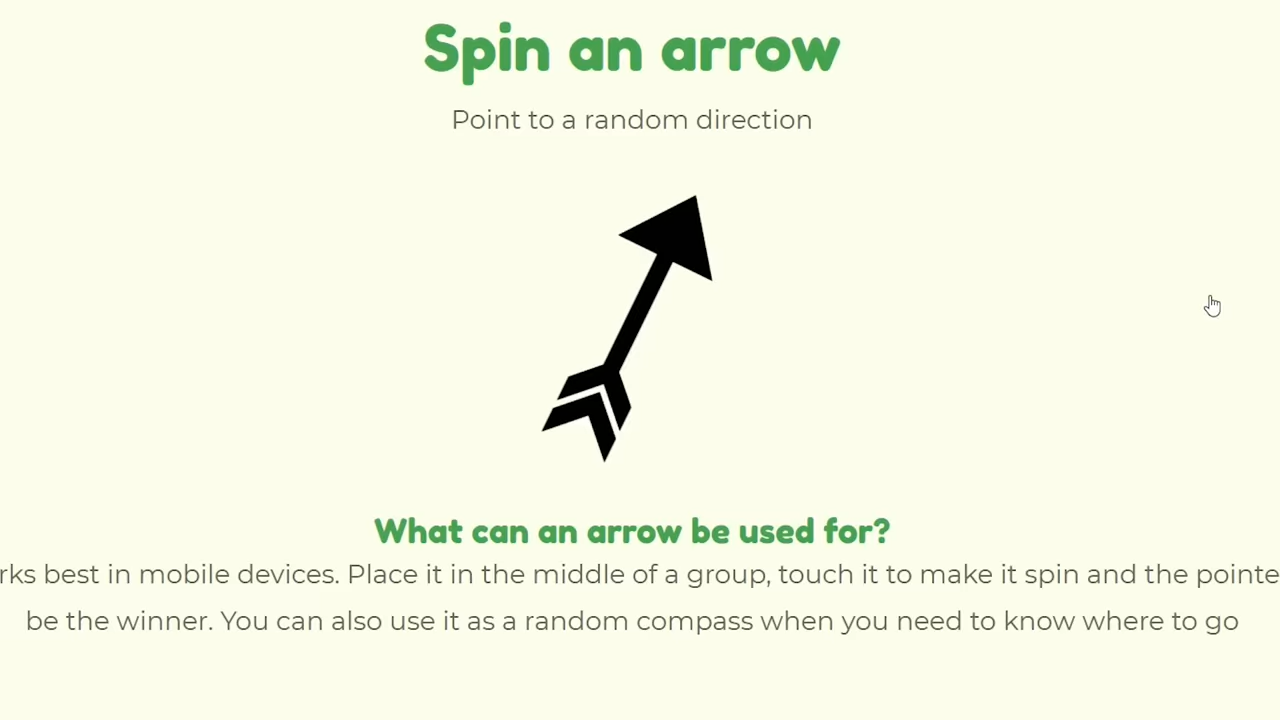 Spin an arrow
Point to a random direction
What can an arrow be used for?
rks best in mobile devices. Place it in the middle of a group, touch it to make it spin and the pointe
be the winner. You can also use it as a random compass when you need to know where to go